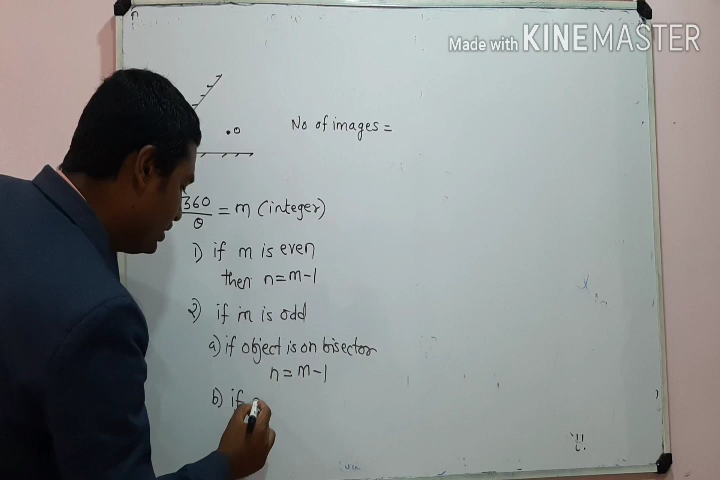 Made with KINEMASTER
•o
No of images =
360/θ = m (integer)
1) if m is even
then n=m-1
2) if m is odd
a) if object is on bisector
n = m-1
b) if